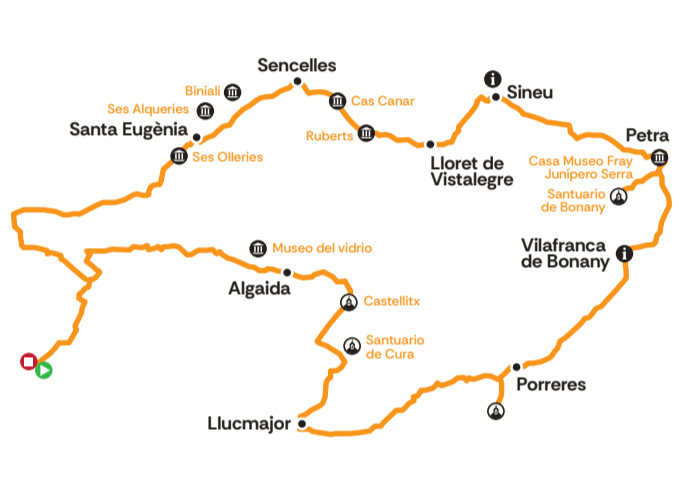 Sencelles
Biniali
Cas Canar
Sineu
Ses Alqueries
Santa Eugènia
Ruberts
Petra
Ses Olleries
Lloret de
Vistalegre
Casa Museo Fray
Junípero Serra
Santuario
de Bonany
Museo del vidrio
Vilafranca
de Bonany
Algaida
Castellitx
Santuario
de Cura
Porreres
Llucmajor